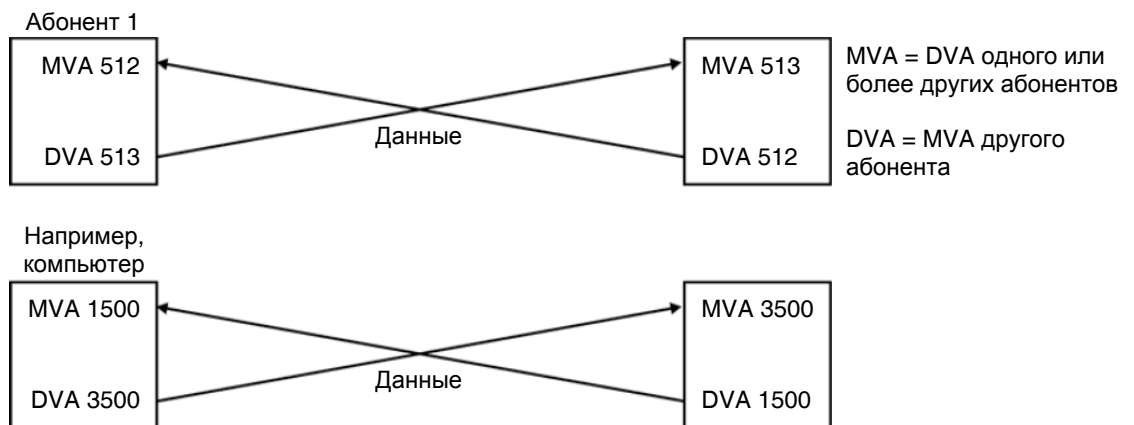 Абонент 1
MVA 512
DVA 513
Данные
MVA 513
DVA 512
MVA = DVA одного или
более других абонентов
DVA = MVA другого
абонента
Например,
компьютер
MVA 1500
DVA 3500
Данные
MVA 3500
DVA 1500